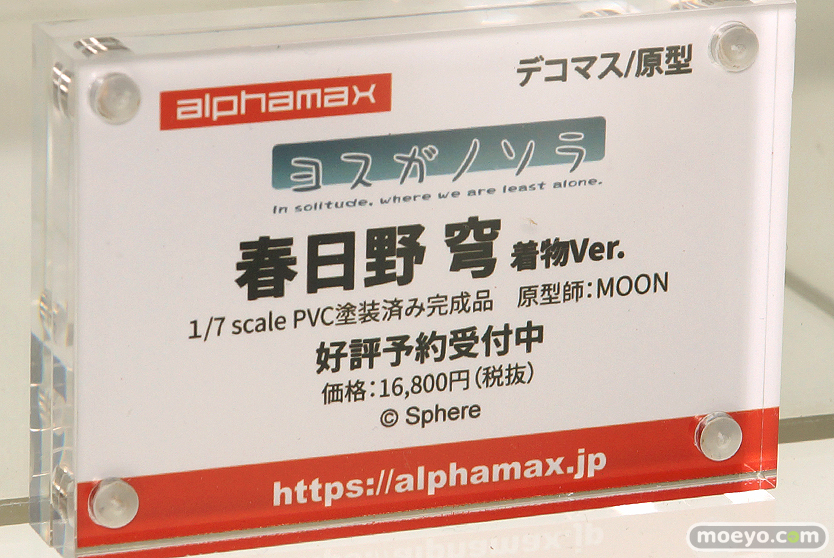 alphamax
デコマス/原型
ヨスガノソラ
In solitude, where we are least alone.
春日野 穹 着物Ver.
1/7 scale PVC塗装済み完成品 原型師:MOON
好評予約受付中
価格:16,800円(税抜)
© Sphere
https://alphamax.jp
moeyo.com